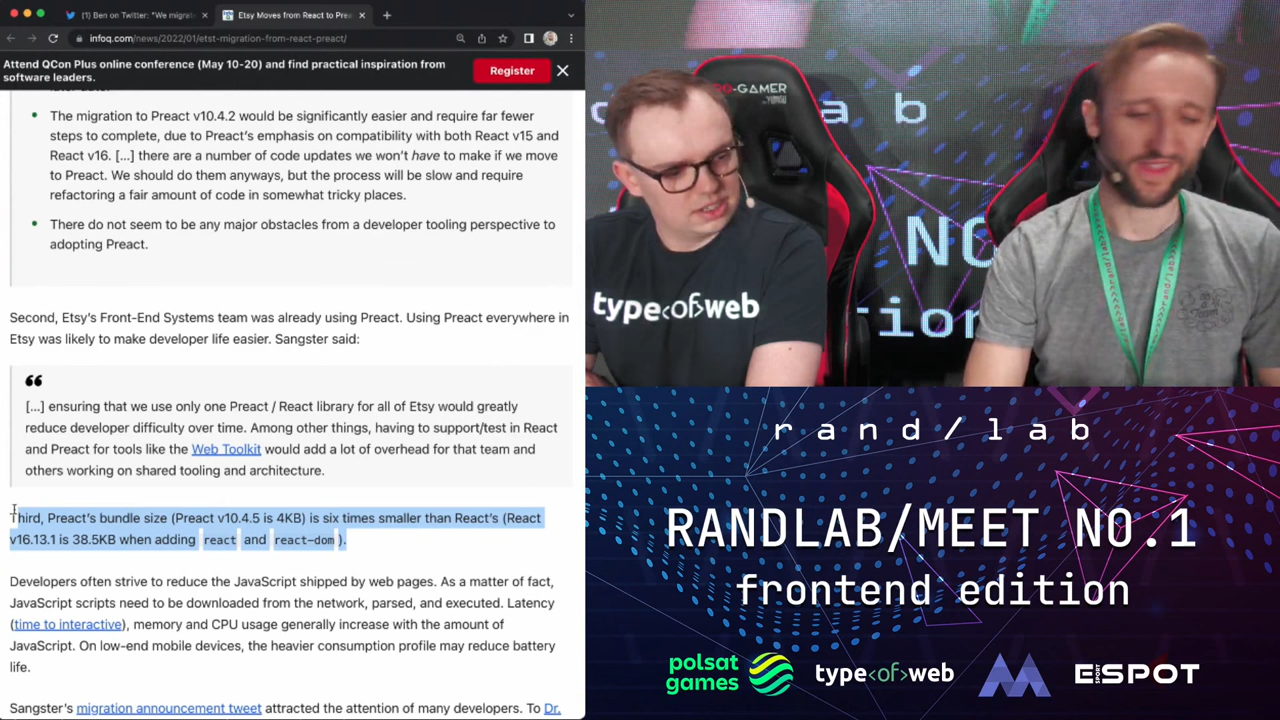 (1) Ben on Twitter: "We migrat
Etsy Moves from React to Prea
infoq.com/news/2022/01/etst-migration-from-react-preact/
Attend QCon Plus online conference (May 10-20) and find practical inspiration from
software leaders.
Register
later date.
The migration to Preact v10.4.2 would be significantly easier and require far fewer
steps to complete, due to Preact's emphasis on compatibility with both React v15 and
React v16. [...] there are a number of code updates we won't have to make if we move
to Preact. We should do them anyways, but the process will be slow and require
refactoring a fair amount of code in somewhat tricky places.
There do not seem to be any major obstacles from a developer tooling perspective to
adopting Preact.
Second, Etsy's Front-End Systems team was already using Preact. Using Preact everywhere in
Etsy was likely to make developer life easier. Sangster said:
[...] ensuring that we use only one Preact / React library for all of Etsy would greatly
reduce developer difficulty over time. Among other things, having to support/test in React
and Preact for tools like the Web Toolkit would add a lot of overhead for that team and
others working on shared tooling and architecture.
Third, Preact's bundle size (Preact v10.4.5 is 4KB) is six times smaller than React's (React
v16.13.1 is 38.5KB when adding react and react-dom ).
Developers often strive to reduce the JavaScript shipped by web pages. As a matter of fact,
JavaScript scripts need to be downloaded from the network, parsed, and executed. Latency
(time to interactive), memory and CPU usage generally increase with the amount of
JavaScript. On low-end mobile devices, the heavier consumption profile may reduce battery
life.
Sangster's migration announcement tweet attracted the attention of many developers. To Dr.
RO-GAMER
a b
NO
ion
type<of>web
rand/lab
RANDLAB/MEET NO.1
frontend edition
polsat
games
type<of>web
ESPORT SPOT